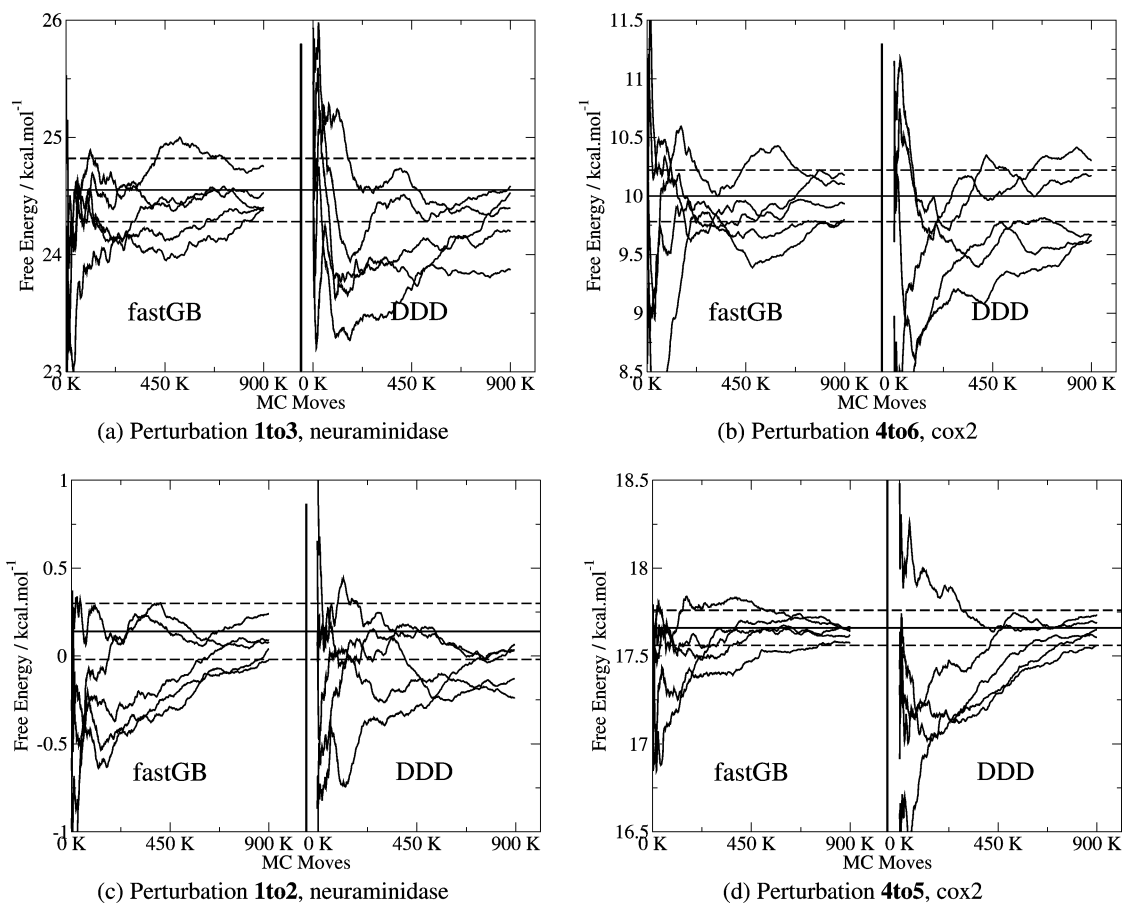 26
25
24
23
Free Energy / kcal.mol-1
fastGB
DDD
0 K
450 K
900 K
0 K
450 K
900 K
MC Moves
(a) Perturbation 1to3, neuraminidase
11.5
11
10.5
10
9.5
9
8.5
Free Energy / kcal.mol-1
fastGB
DDD
0 K
450 K
900 K
0 K
450 K
900 K
MC Moves
(b) Perturbation 4to6, cox2
1
0.5
0
-0.5
-1
Free Energy / kcal.mol-1
fastGB
DDD
0 K
450 K
900 K
0 K
450 K
900 K
MC Moves
(c) Perturbation 1to2, neuraminidase
18.5
18
17.5
17
16.5
Free Energy / kcal.mol-1
fastGB
DDD
0 K
450 K
900 K
0 K
450 K
900 K
MC Moves
(d) Perturbation 4to5, cox2